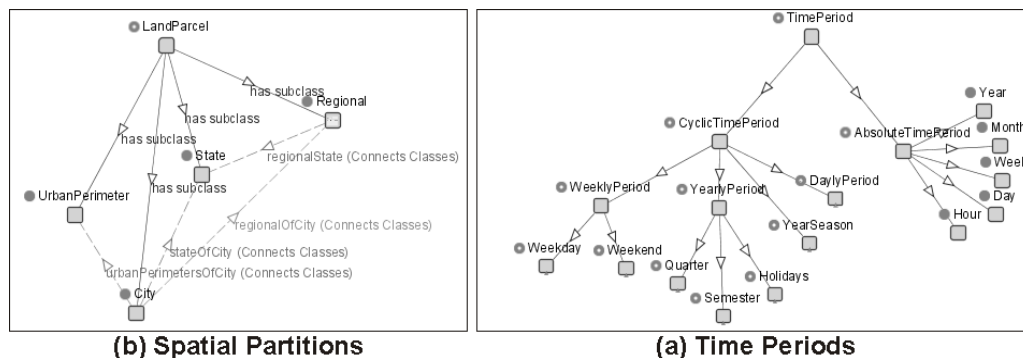 LandParcel
has subclass
Regional
has subclass
has subclass
State
regionalState (Connects Classes)
has subclass
UrbanPerimeter
regionalOfCity (Connects Classes)
stateOfCity (Connects Classes)
urbanPerimetersOfCity (Connects Classes)
City
(b) Spatial Partitions
TimePeriod
Year
CyclicTimePeriod
AbsoluteTimePeriod
Month
Week
WeeklyPeriod
YearlyPeriod
DaylyPeriod
Day
Hour
YearSeason
Weekday
Weekend
Quarter
Holidays
Semester
(a) Time Periods